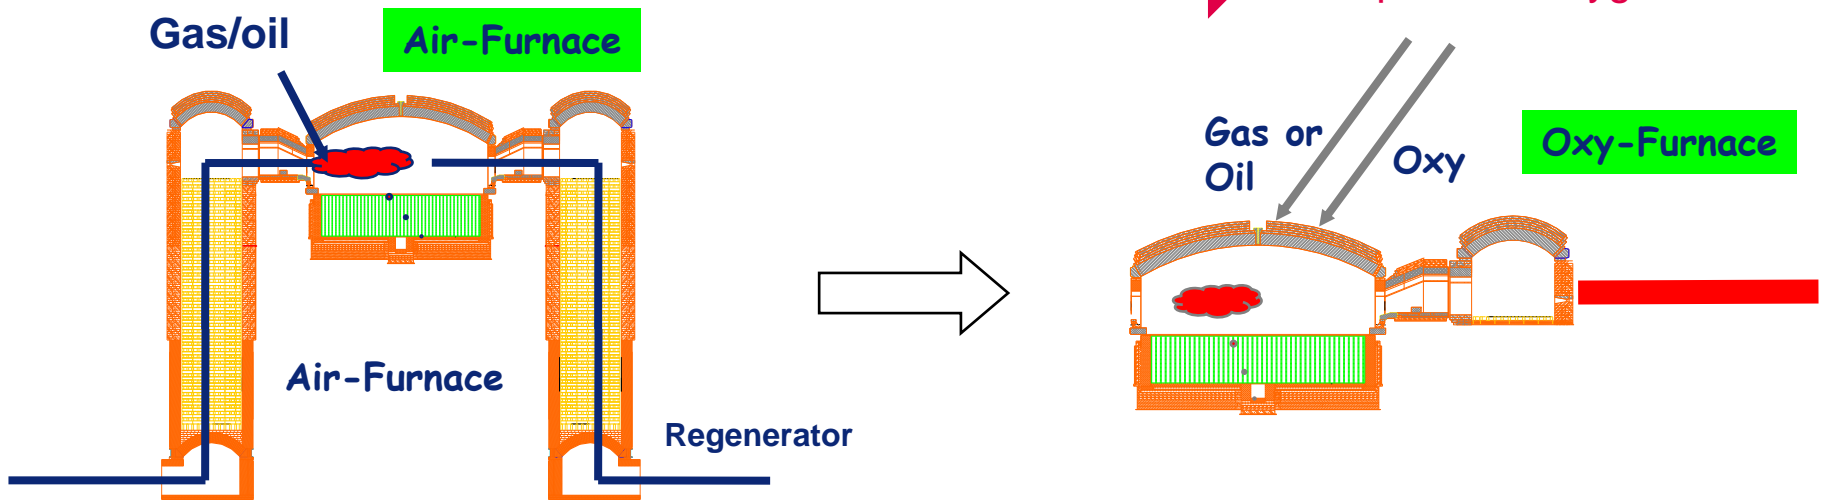 Gas/oil
Air-Furnace
Gas or
Oil
Oxy
Oxy-Furnace
Air-Furnace
Regenerator